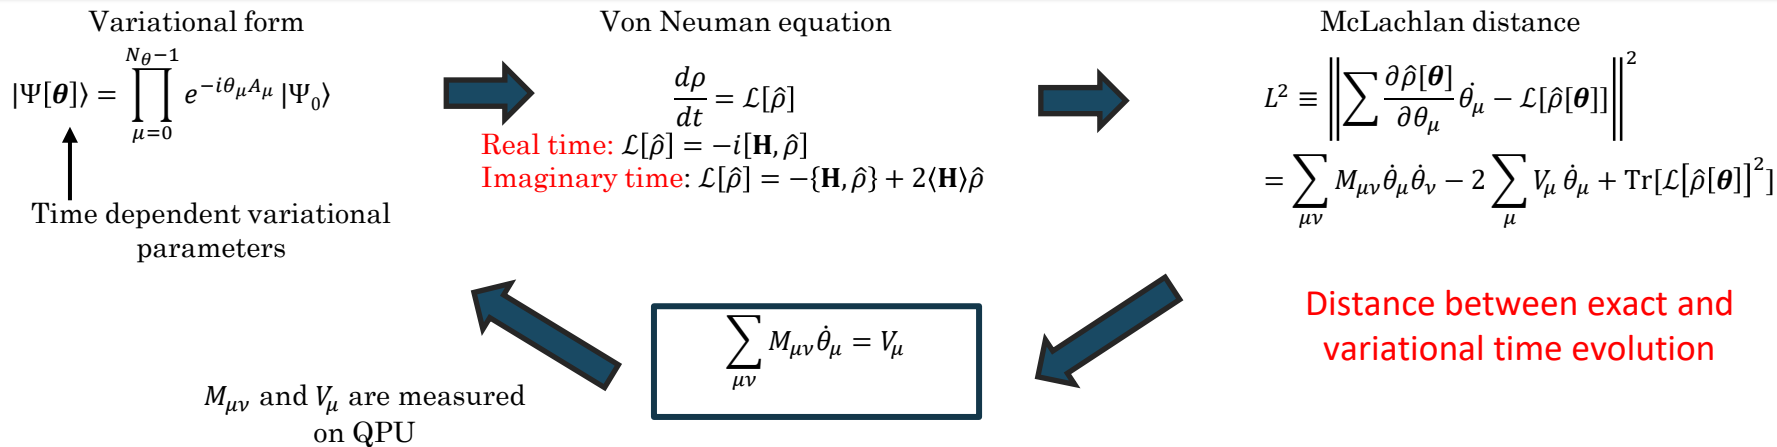 Variational form
|Ψ[𝜽]⟩ = ∏_{μ=0}^{N_θ−1} e^{−iθ_μ A_μ} |Ψ_0⟩
Time dependent variational
parameters
Von Neuman equation
dρ/dt = ℒ[ρ̂]
Real time: ℒ[ρ̂] = −i[𝐇, ρ̂]
Imaginary time: ℒ[ρ̂] = −{𝐇, ρ̂} + 2⟨𝐇⟩ρ̂
McLachlan distance
L² ≡ ‖∑ ∂ρ̂[𝜽]/∂θ_μ θ̇_μ − ℒ[ρ̂[𝜽]]‖²
= ∑_{μν} M_{μν} θ̇_μ θ̇_ν − 2 ∑_μ V_μ θ̇_μ + Tr[ℒ[ρ̂[𝜽]]²]
Distance between exact and
variational time evolution
∑_{μν} M_{μν} θ̇_μ = V_μ
M_{μν} and V_μ are measured
on QPU